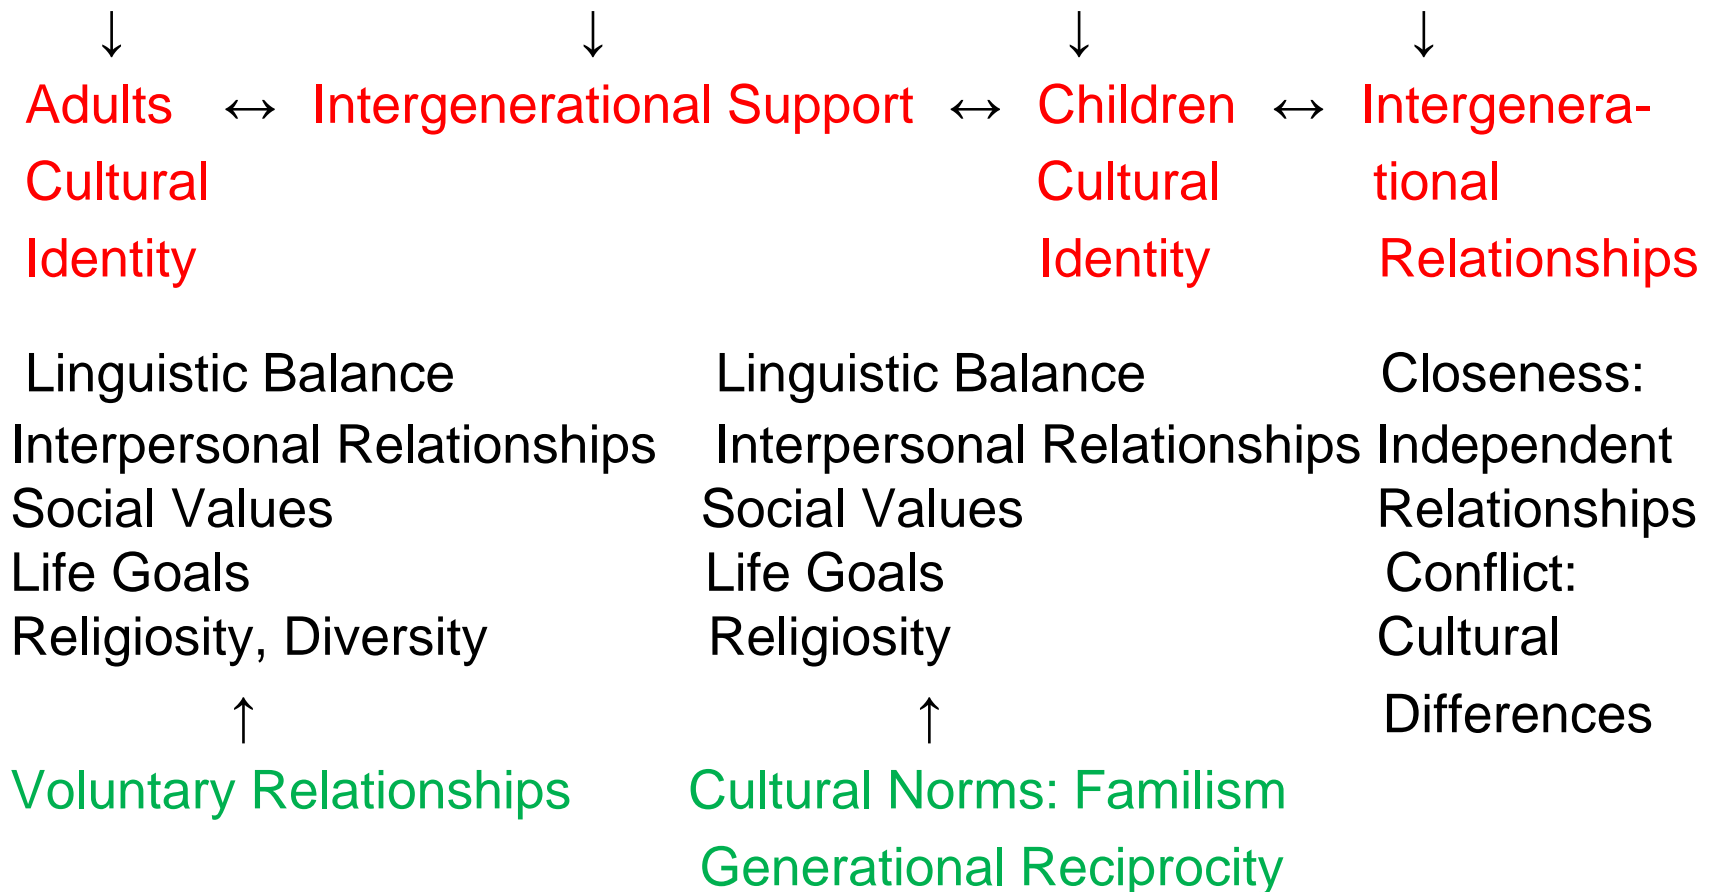 ↓ ↓ ↓ ↓
Adults ↔ Intergenerational Support ↔ Children ↔ Intergenera-
Cultural Cultural tional
Identity Identity Relationships
Linguistic Balance Linguistic Balance Closeness:
Interpersonal Relationships Interpersonal Relationships Independent
Social Values Social Values Relationships
Life Goals Life Goals Conflict:
Religiosity, Diversity Religiosity Cultural
↑ ↑ Differences
Voluntary Relationships Cultural Norms: Familism
Generational Reciprocity